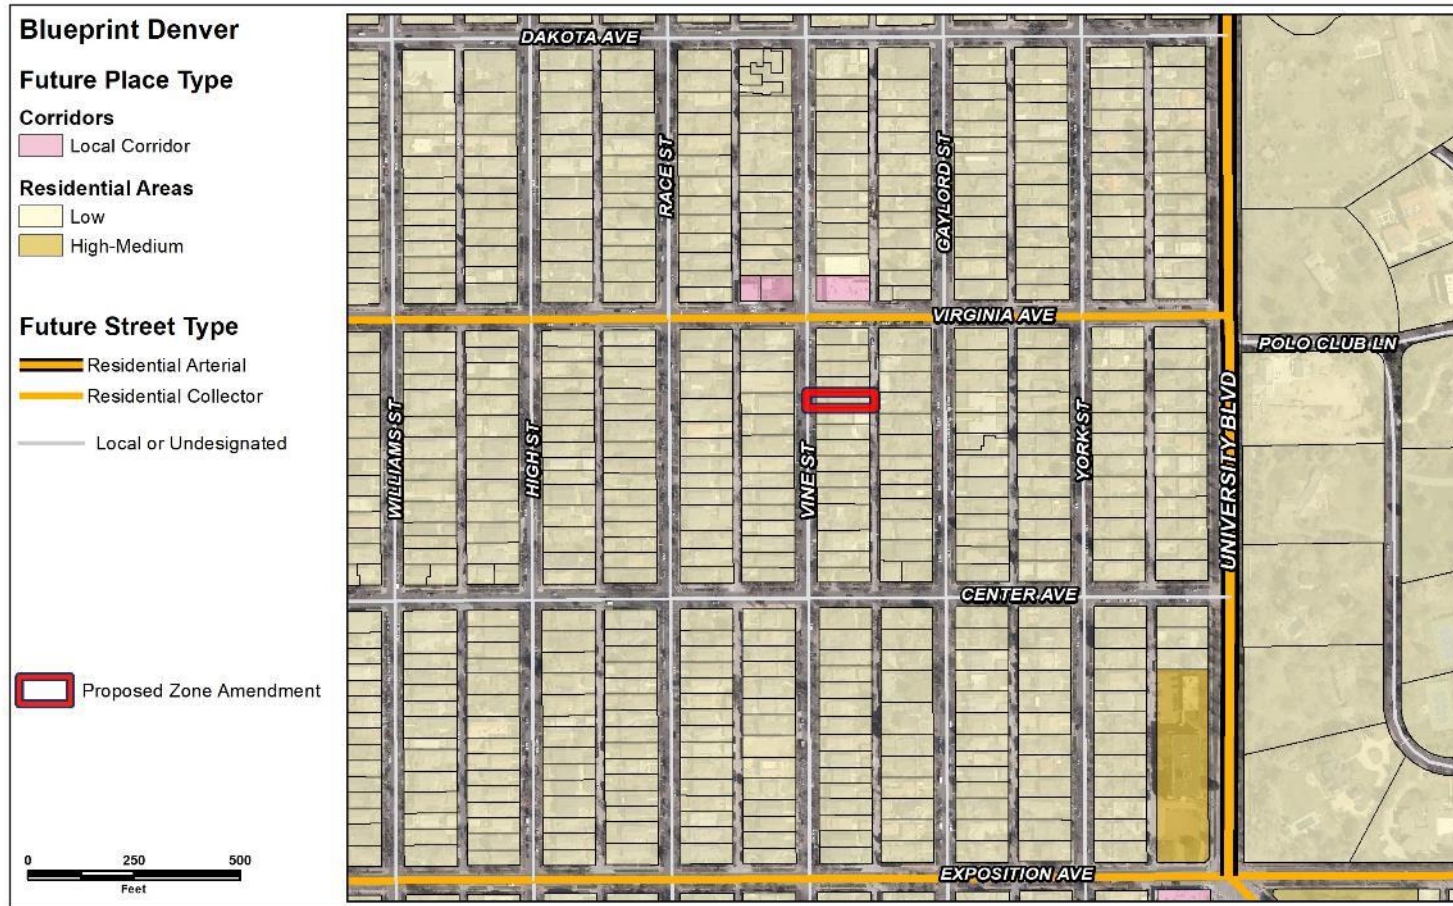 Blueprint Denver
Future Place Type
Corridors
Local Corridor
Residential Areas
Low
High-Medium
Future Street Type
Residential Arterial
Residential Collector
Local or Undesignated
Proposed Zone Amendment
0 250 500
Feet
DAKOTA AVE
RACE ST
GAYLORD ST
VIRGINIA AVE
POLO CLUB LN
WILLIAMS ST
HIGH ST
VINE ST
YORK ST
UNIVERSITY BLVD
CENTER AVE
EXPOSITION AVE